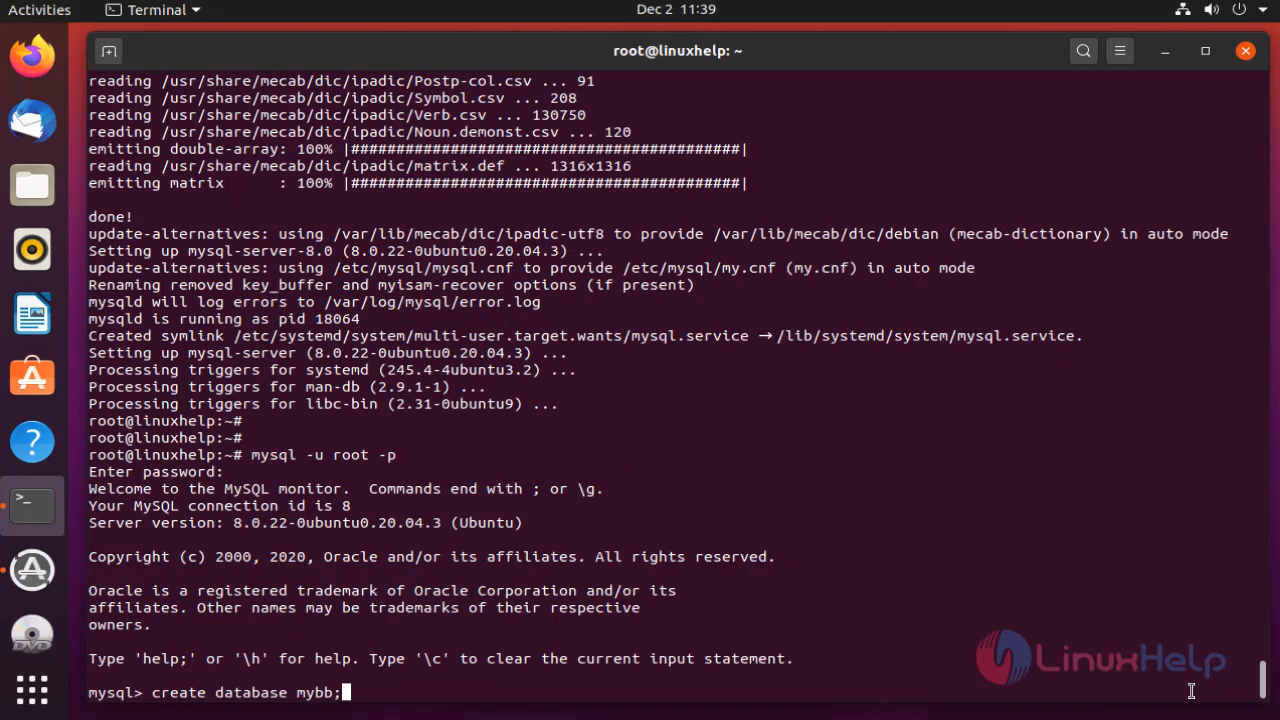 Activities
Terminal
Dec 2 11:39
root@linuxhelp: ~
reading /usr/share/mecab/dic/ipadic/Postp-col.csv ... 91
reading /usr/share/mecab/dic/ipadic/Symbol.csv ... 208
reading /usr/share/mecab/dic/ipadic/Verb.csv ... 130750
reading /usr/share/mecab/dic/ipadic/Noun.demonst.csv ... 120
emitting double-array: 100% |###########################################|
reading /usr/share/mecab/dic/ipadic/matrix.def ... 1316x1316
emitting matrix      : 100% |###########################################|
done!
update-alternatives: using /var/lib/mecab/dic/ipadic-utf8 to provide /var/lib/mecab/dic/debian (mecab-dictionary) in auto mode
Setting up mysql-server-8.0 (8.0.22-0ubuntu0.20.04.3) ...
update-alternatives: using /etc/mysql/mysql.cnf to provide /etc/mysql/my.cnf (my.cnf) in auto mode
Renaming removed key_buffer and myisam-recover options (if present)
mysqld will log errors to /var/log/mysql/error.log
mysqld is running as pid 18064
Created symlink /etc/systemd/system/multi-user.target.wants/mysql.service → /lib/systemd/system/mysql.service.
Setting up mysql-server (8.0.22-0ubuntu0.20.04.3) ...
Processing triggers for systemd (245.4-4ubuntu3.2) ...
Processing triggers for man-db (2.9.1-1) ...
Processing triggers for libc-bin (2.31-0ubuntu9) ...
root@linuxhelp:~#
root@linuxhelp:~#
root@linuxhelp:~# mysql -u root -p
Enter password:
Welcome to the MySQL monitor.  Commands end with ; or \g.
Your MySQL connection id is 8
Server version: 8.0.22-0ubuntu0.20.04.3 (Ubuntu)
Copyright (c) 2000, 2020, Oracle and/or its affiliates. All rights reserved.
Oracle is a registered trademark of Oracle Corporation and/or its
affiliates. Other names may be trademarks of their respective
owners.
Type 'help;' or '\h' for help. Type '\c' to clear the current input statement.
mysql> create database mybb;
LinuxHelp
DVD